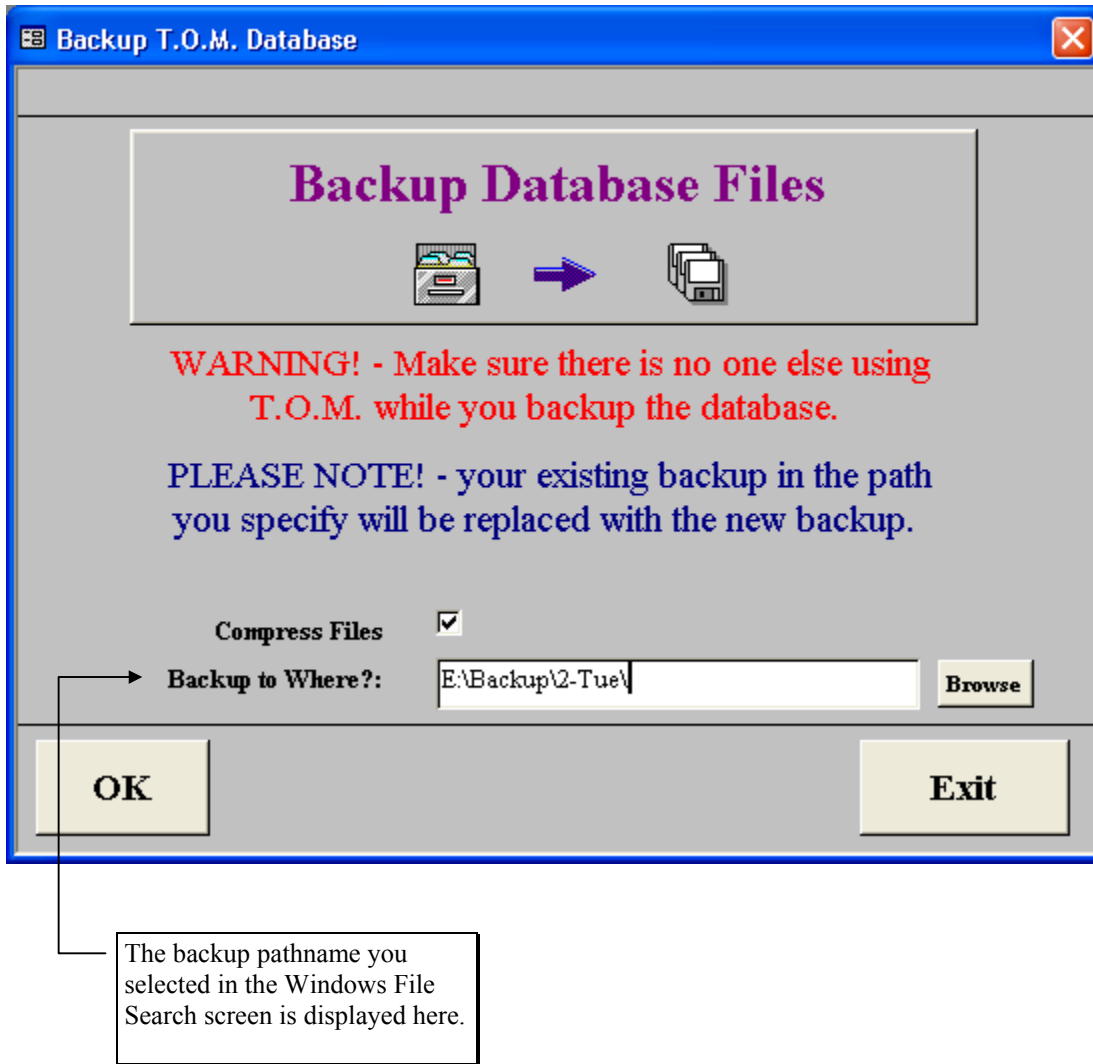 Backup T.O.M. Database
Backup Database Files
WARNING! - Make sure there is no one else using
T.O.M. while you backup the database.
PLEASE NOTE! - your existing backup in the path
you specify will be replaced with the new backup.
Compress Files
Backup to Where?:
E:\Backup\2-Tue\
Browse
OK
Exit
The backup pathname you
selected in the Windows File
Search screen is displayed here.